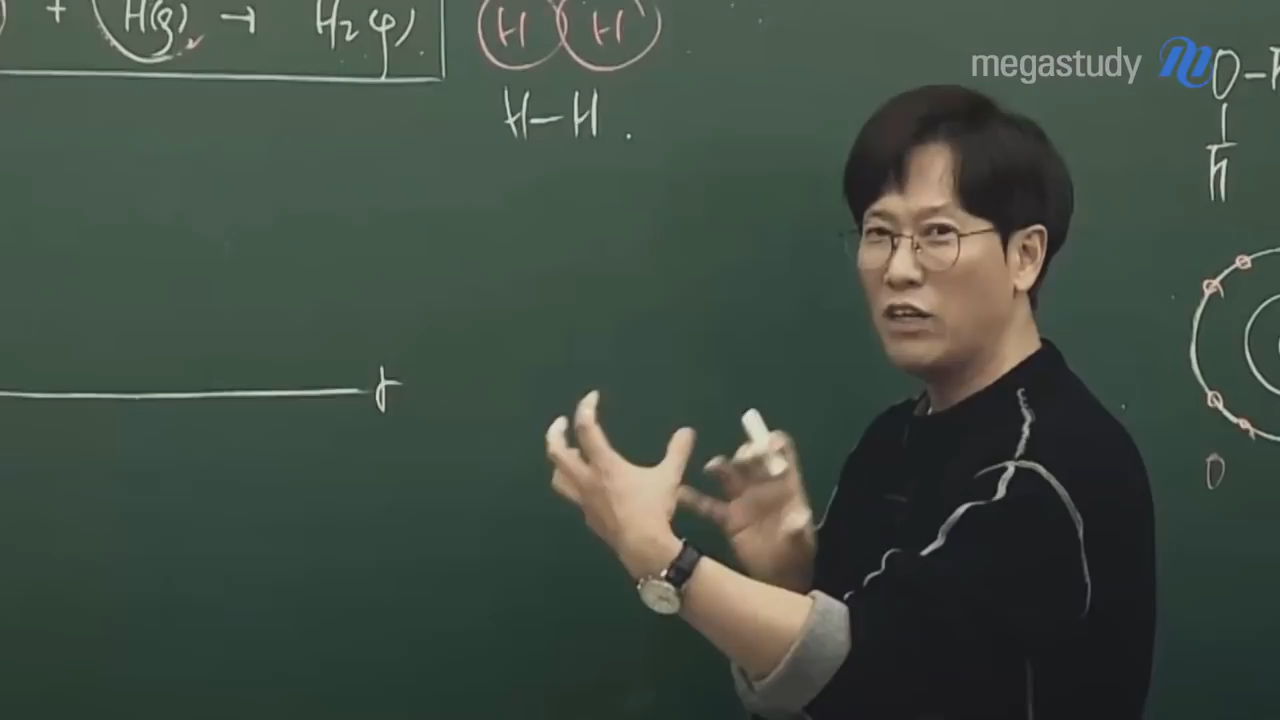 + H(g) → H₂(g).
H H
H–H.
megastudy
O–
H
O